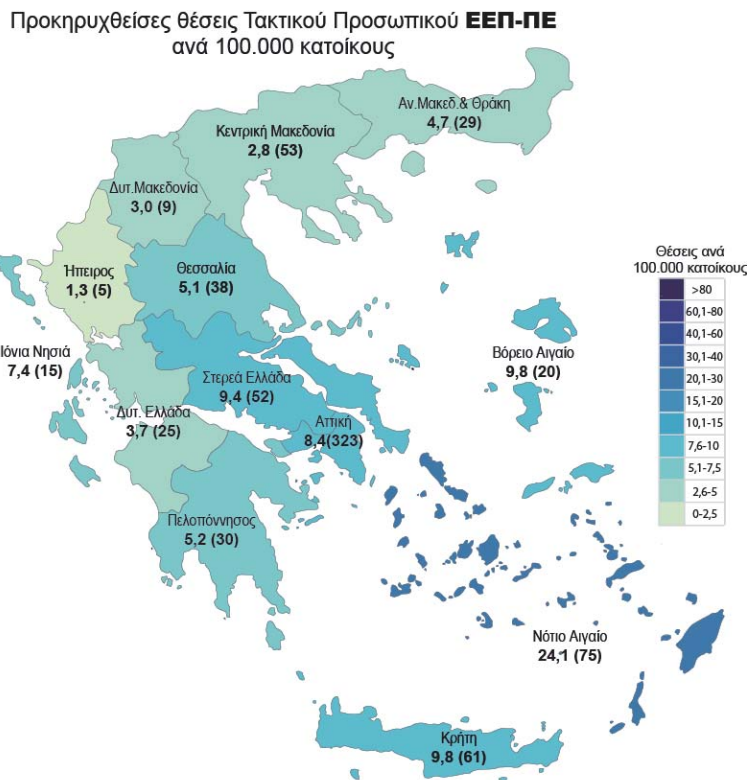 Προκηρυχθείσες θέσεις Τακτικού Προσωπικού ΕΕΠ-ΠΕ
ανά 100.000 κατοίκους
Αν.Μακεδ.& Θράκη
4,7 (29)
Κεντρική Μακεδονία
2,8 (53)
Δυτ.Μακεδονία
3,0 (9)
Ήπειρος
1,3 (5)
Θεσσαλία
5,1 (38)
Ιόνια Νησιά
7,4 (15)
Στερεά Ελλάδα
9,4 (52)
Βόρειο Αιγαίο
9,8 (20)
Δυτ. Ελλάδα
3,7 (25)
Αττική
8,4(323)
Πελοπόννησος
5,2 (30)
Νότιο Αιγαίο
24,1 (75)
Κρήτη
9,8 (61)
Θέσεις ανά
100.000 κατοίκους
>80
60,1-80
40,1-60
30,1-40
20,1-30
15,1-20
10,1-15
7,6-10
5,1-7,5
2,6-5
0-2,5